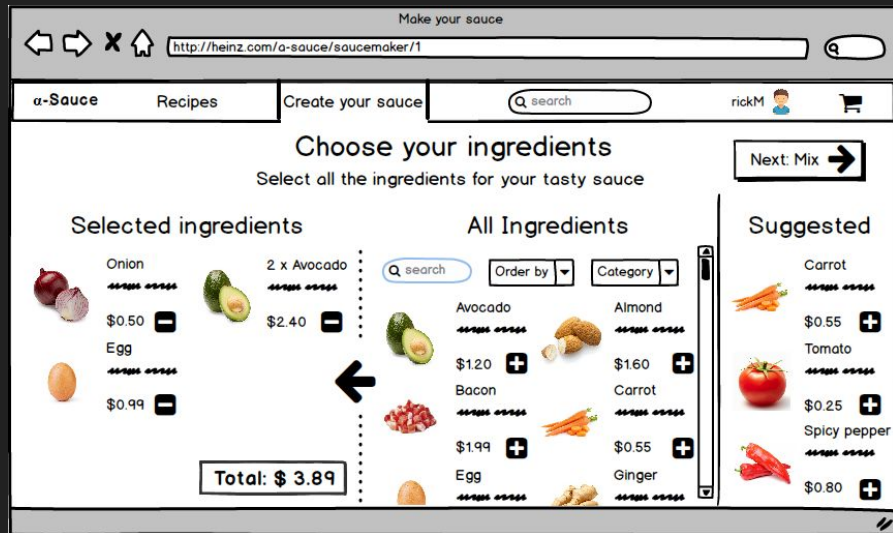 Make your sauce
http://heinz.com/a-sauce/saucemaker/1
α-Sauce Recipes Create your sauce search rickM
Choose your ingredients
Next: Mix
Select all the ingredients for your tasty sauce
Selected ingredients
Onion
$0.50
2 x Avocado
$2.40
Egg
$0.99
Total: $ 3.89
All Ingredients
search Order by Category
Avocado
$1.20
Almond
$1.60
Bacon
$1.99
Carrot
$0.55
Egg
Ginger
Suggested
Carrot
$0.55
Tomato
$0.25
Spicy pepper
$0.80